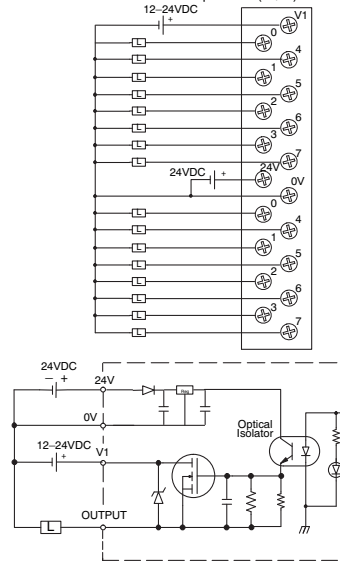 12–24VDC
+
V1
L 0
L 4
L 1
L 5
L 2
L 6
L 3
L 7
24VDC + 24V
0V
L 0
L 4
L 1
L 5
L 2
L 6
L 3
L 7
24VDC
– +
24V
Reg
0V
Optical
Isolator
12–24VDC
+
V1
OUTPUT
L